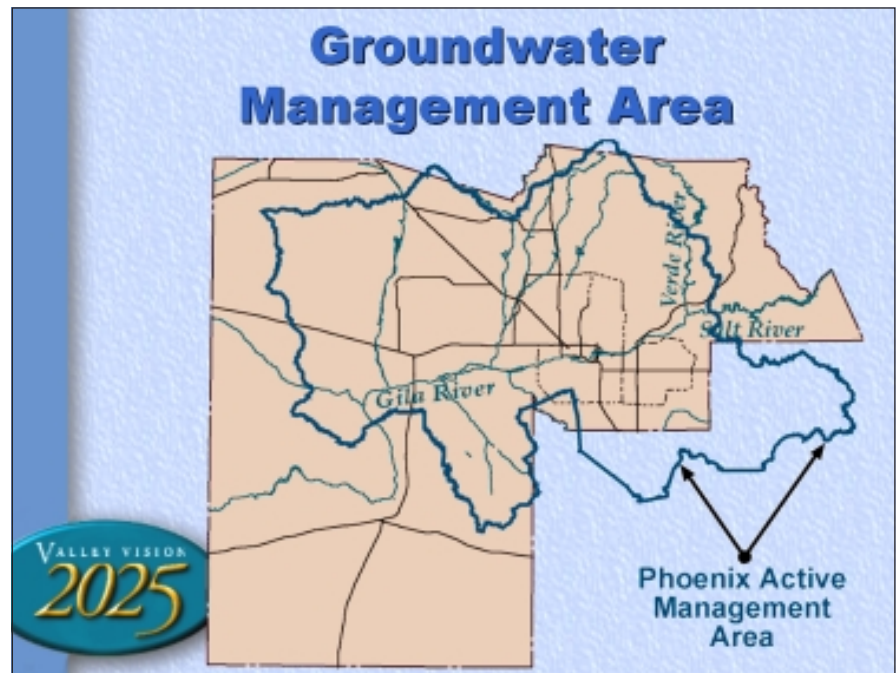 Groundwater
Management Area
Verde River
Salt River
Gila River
VALLEY VISION
2025
Phoenix Active
Management
Area